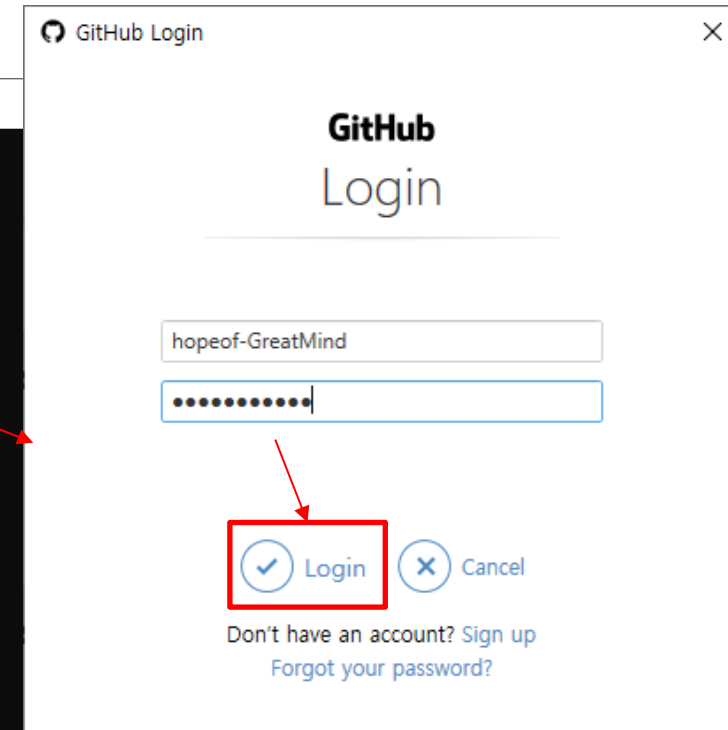 GitHub Login
GitHub
Login
hopeof-GreatMind
●●●●●●●●●●●
Login
Cancel
Don't have an account? Sign up
Forgot your password?